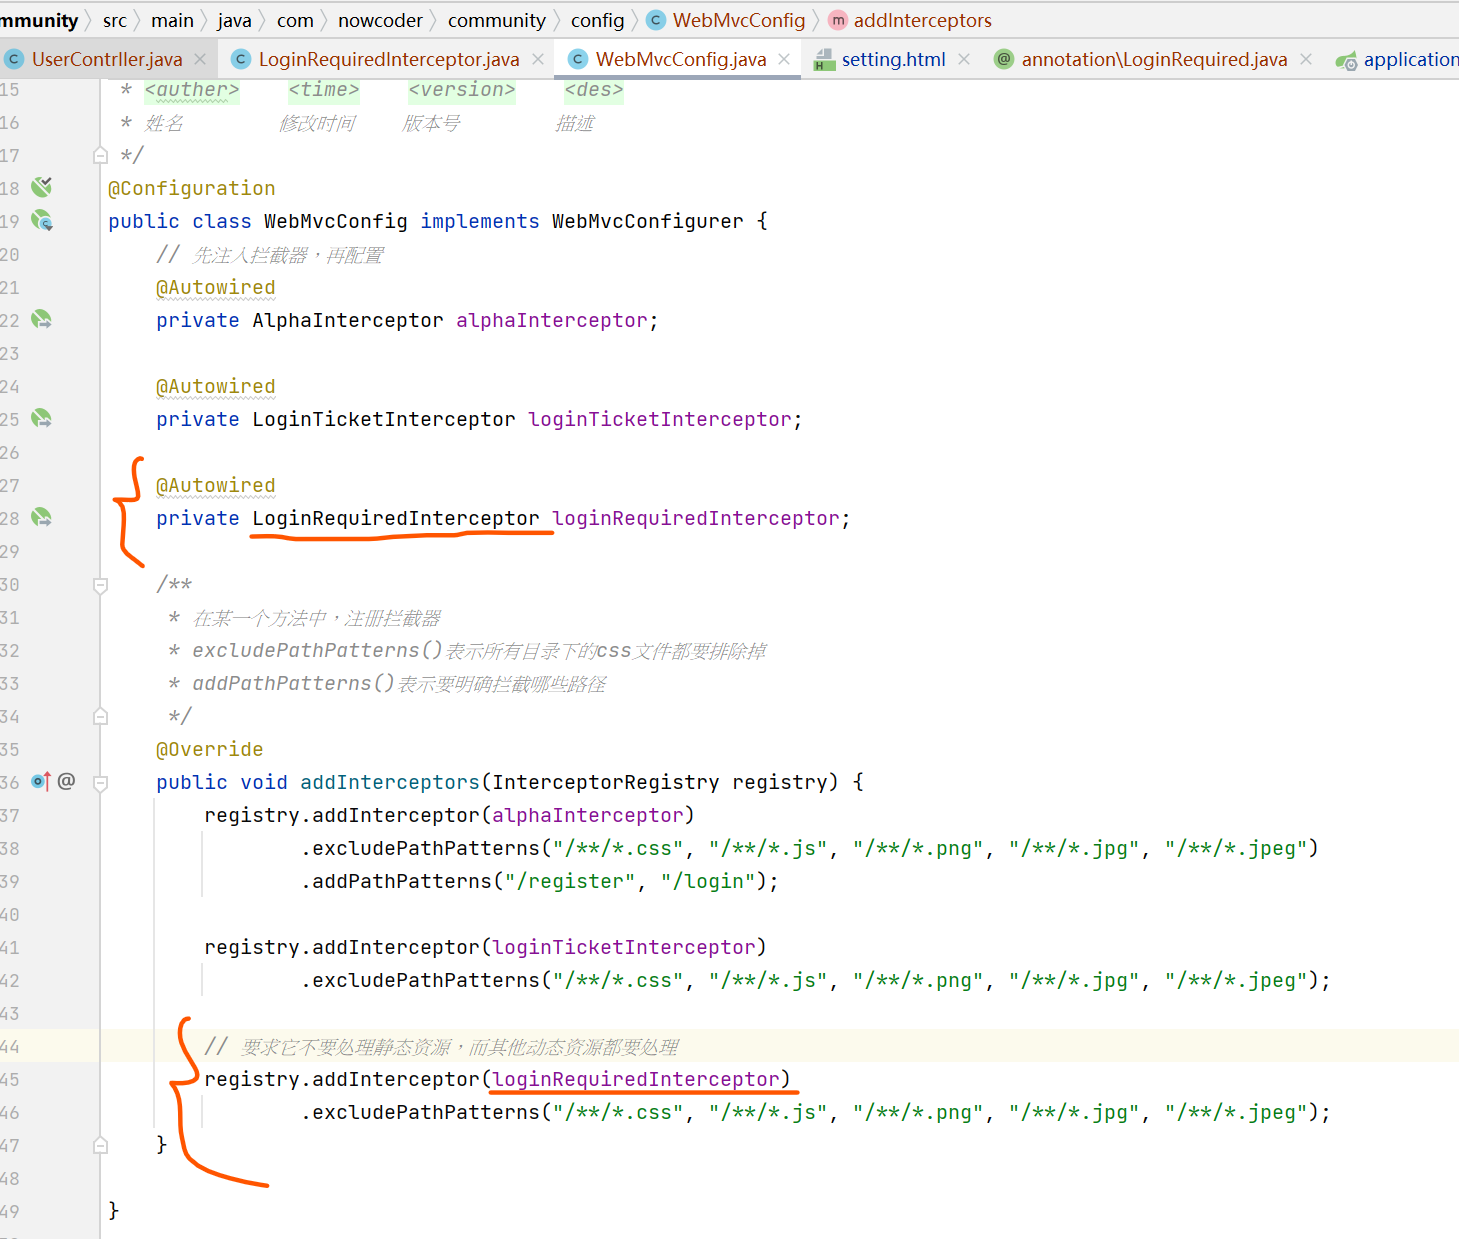 mmunity src main java com nowcoder community config WebMvcConfig addInterceptors
UserContrller.java LoginRequiredInterceptor.java WebMvcConfig.java setting.html annotation\LoginRequired.java application
15 * <auther> <time> <version> <des>
16 * 姓名 修改时间 版本号 描述
17 */
18 @Configuration
19 public class WebMvcConfig implements WebMvcConfigurer {
20 // 先注入拦截器，再配置
21 @Autowired
22 private AlphaInterceptor alphaInterceptor;
23
24 @Autowired
25 private LoginTicketInterceptor loginTicketInterceptor;
26
27 @Autowired
28 private LoginRequiredInterceptor loginRequiredInterceptor;
29
30 /**
31 * 在某一个方法中，注册拦截器
32 * excludePathPatterns()表示所有目录下的css文件都要排除掉
33 * addPathPatterns()表示要明确拦截哪些路径
34 */
35 @Override
36 public void addInterceptors(InterceptorRegistry registry) {
37 registry.addInterceptor(alphaInterceptor)
38 .excludePathPatterns("/**/*.css", "/**/*.js", "/**/*.png", "/**/*.jpg", "/**/*.jpeg")
39 .addPathPatterns("/register", "/login");
40
41 registry.addInterceptor(loginTicketInterceptor)
42 .excludePathPatterns("/**/*.css", "/**/*.js", "/**/*.png", "/**/*.jpg", "/**/*.jpeg");
43
44 // 要求它不要处理静态资源，而其他动态资源都要处理
45 registry.addInterceptor(loginRequiredInterceptor)
46 .excludePathPatterns("/**/*.css", "/**/*.js", "/**/*.png", "/**/*.jpg", "/**/*.jpeg");
47 }
48
49 }